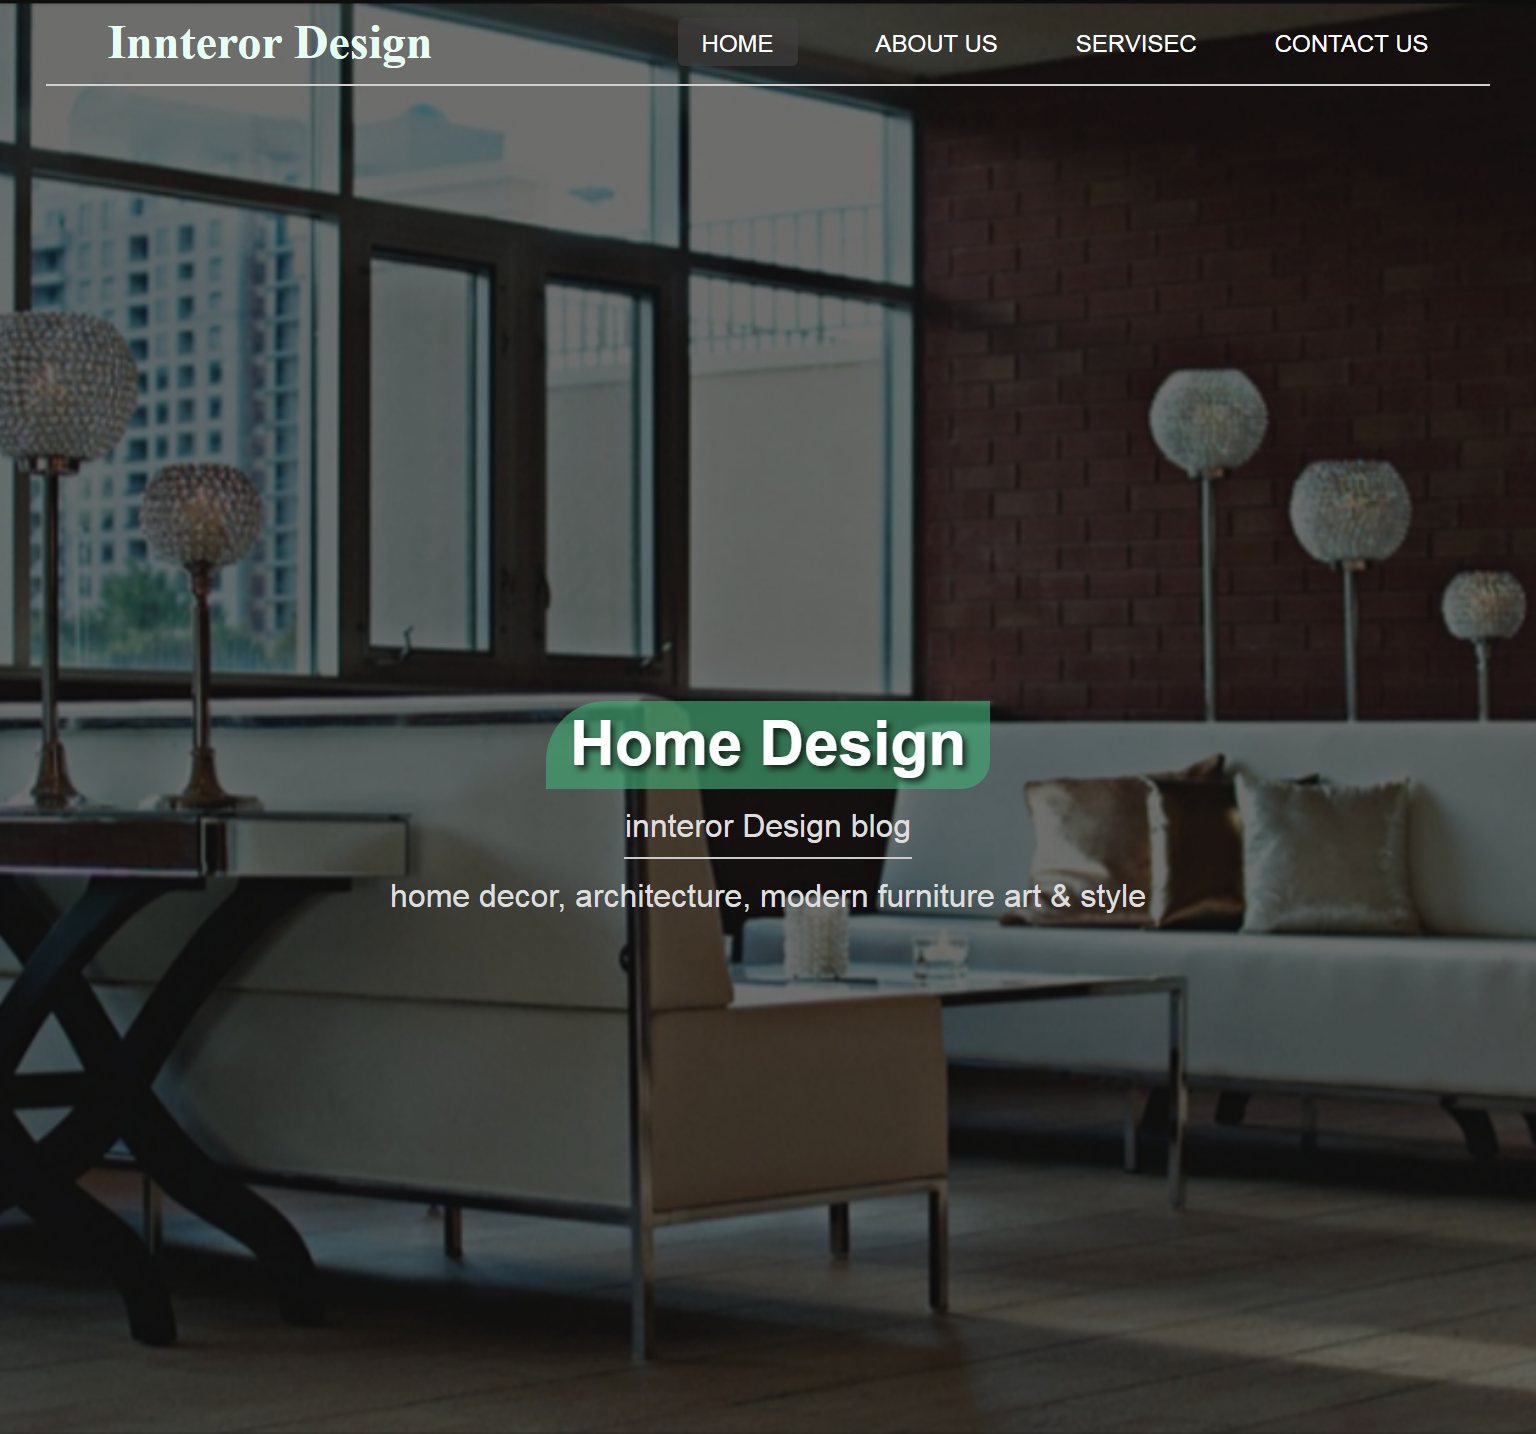 Innteror Design
HOME ABOUT US SERVISEC CONTACT US
Home Design
innteror Design blog
home decor, architecture, modern furniture art & style